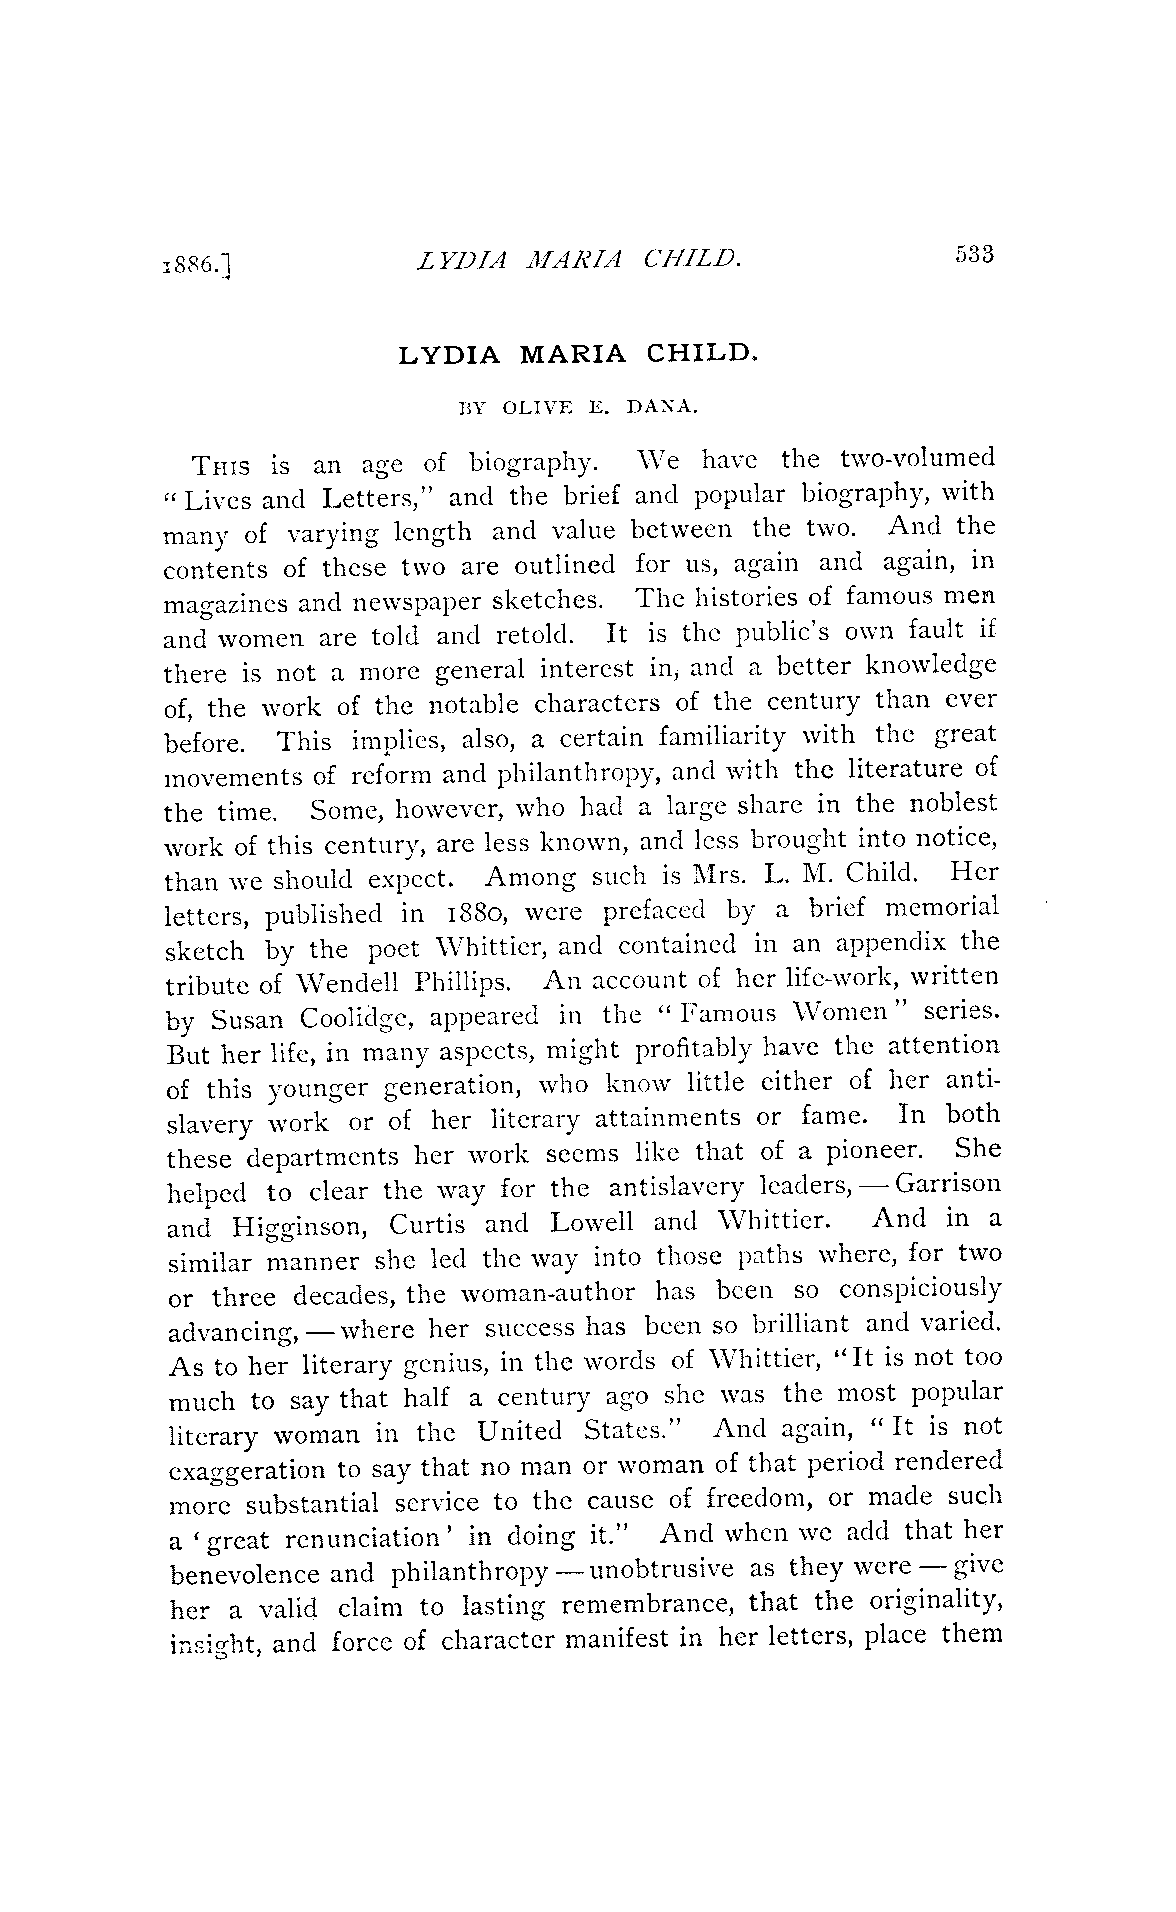 1886.] LYDIA MARIA CHILD. 533
LYDIA MARIA CHILD.
BY OLIVE E. DANA.
THIS is an age of biography. We have the two-volumed
“Lives and Letters,” and the brief and popular biography, with
many of varying length and value between the two. And the
contents of these two are outlined for us, again and again, in
magazines and newspaper sketches. The histories of famous men
and women are told and retold. It is the public's own fault if
there is not a more general interest in, and a better knowledge
of, the work of the notable characters of the century than ever
before. This implies, also, a certain familiarity with the great
movements of reform and philanthropy, and with the literature of
the time. Some, however, who had a large share in the noblest
work of this century, are less known, and less brought into notice,
than we should expect. Among such is Mrs. L. M. Child. Her
letters, published in 1880, were prefaced by a brief memorial
sketch by the poet Whittier, and contained in an appendix the
tribute of Wendell Phillips. An account of her life-work, written
by Susan Coolidge, appeared in the “Famous Women” series.
But her life, in many aspects, might profitably have the attention
of this younger generation, who know little either of her anti-
slavery work or of her literary attainments or fame. In both
these departments her work seems like that of a pioneer. She
helped to clear the way for the antislavery leaders, — Garrison
and Higginson, Curtis and Lowell and Whittier. And in a
similar manner she led the way into those paths where, for two
or three decades, the woman-author has been so conspiciously
advancing, — where her success has been so brilliant and varied.
As to her literary genius, in the words of Whittier, “It is not too
much to say that half a century ago she was the most popular
literary woman in the United States.” And again, “It is not
exaggeration to say that no man or woman of that period rendered
more substantial service to the cause of freedom, or made such
a ‘great renunciation’ in doing it.” And when we add that her
benevolence and philanthropy — unobtrusive as they were — give
her a valid claim to lasting remembrance, that the originality,
insight, and force of character manifest in her letters, place them